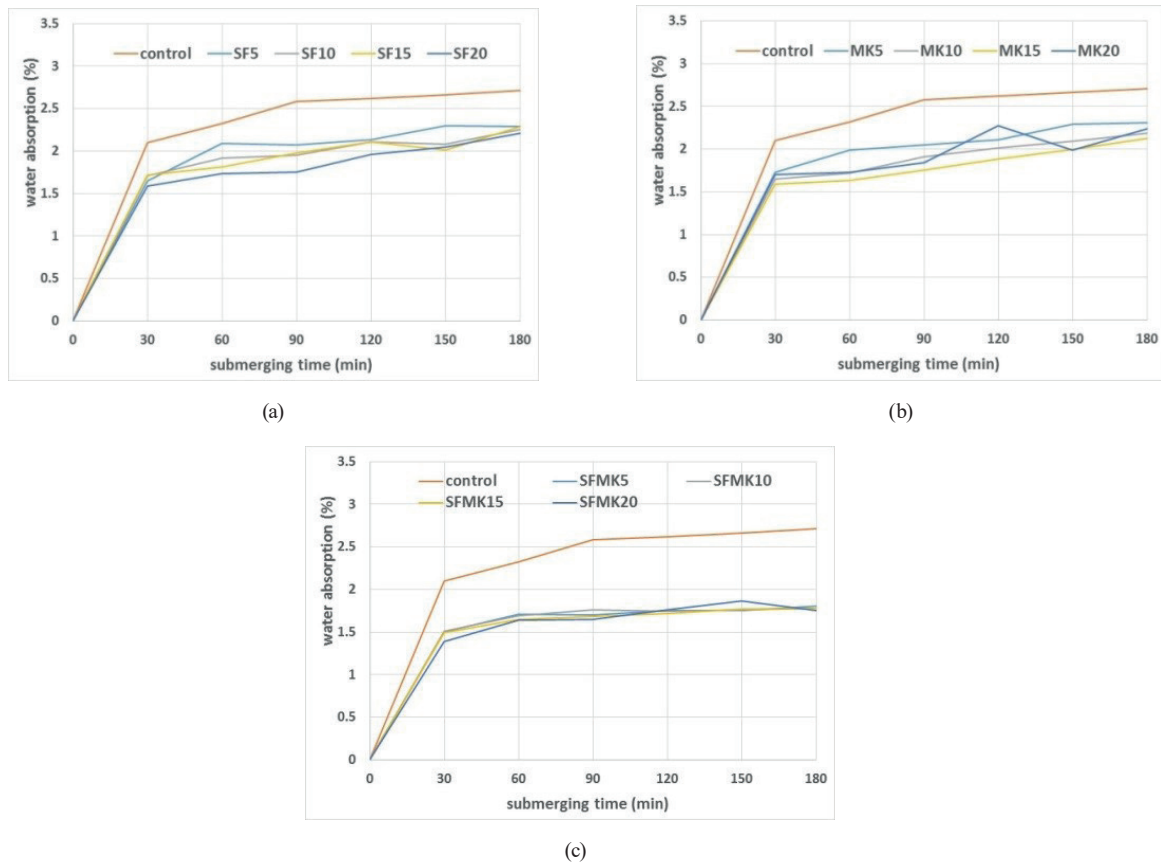 3.5
control SF5 SF10 SF15 SF20
3
2.5
2
1.5
1
0.5
0
water absorption (%)
0 30 60 90 120 150 180
submerging time (min)
(a)
3.5
control MK5 MK10 MK15 MK20
3
2.5
2
1.5
1
0.5
0
water absorption (%)
0 30 60 90 120 150 180
submerging time (min)
(b)
3.5
control SFMK5 SFMK10
SFMK15 SFMK20
3
2.5
2
1.5
1
0.5
0
water absorption (%)
0 30 60 90 120 150 180
submerging time (min)
(c)